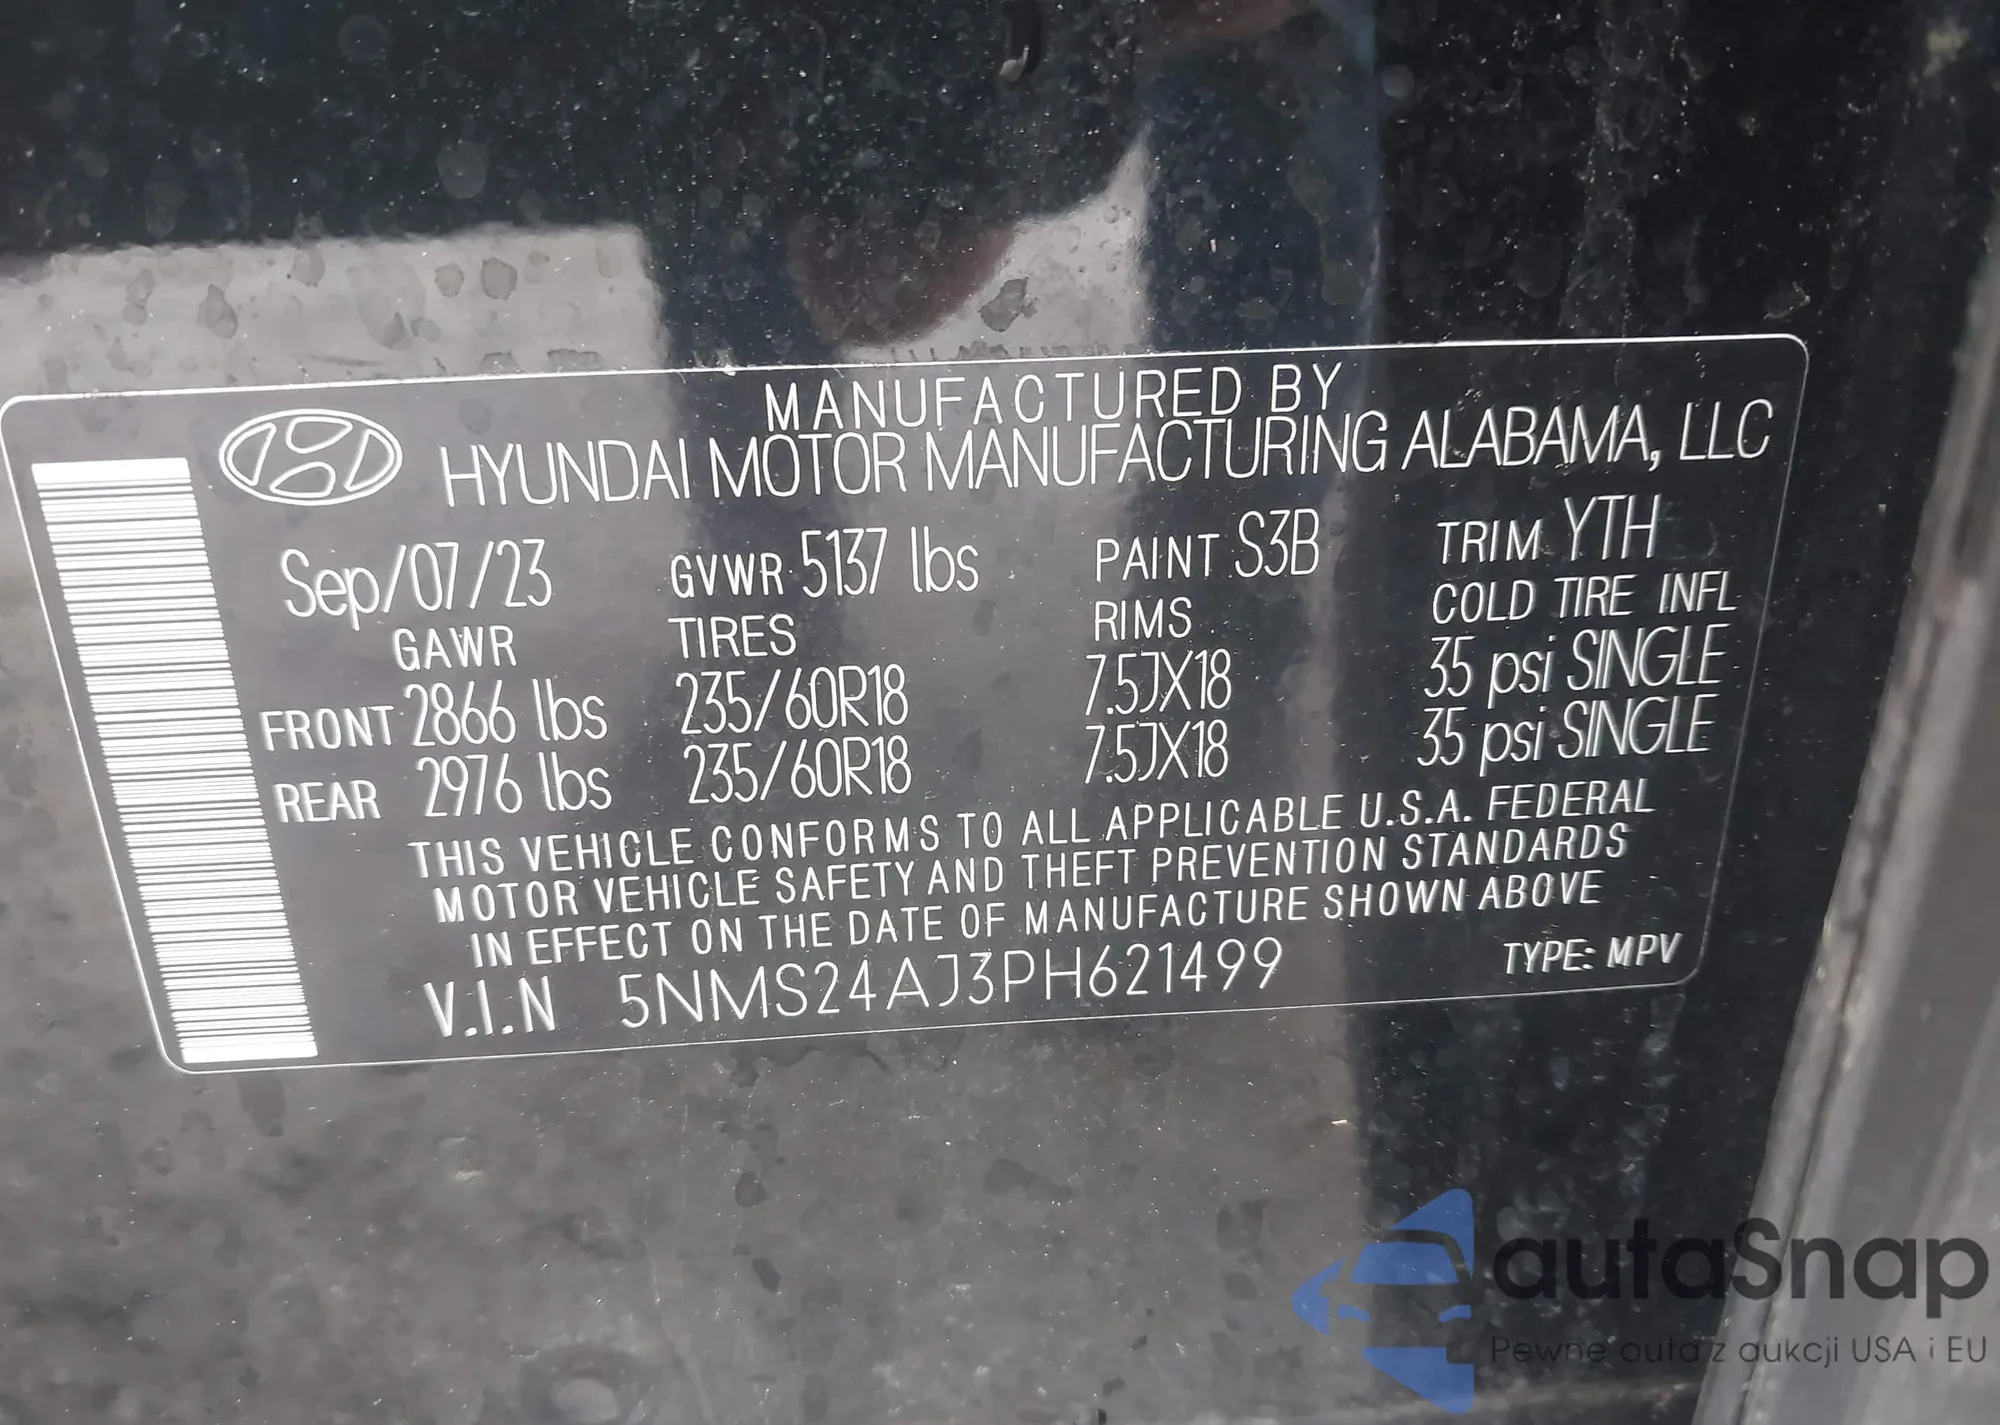 MANUFACTURED BY
HYUNDAI MOTOR MANUFACTURING ALABAMA, LLC
Sep/07/23 GVWR 5137 lbs PAINT S3B TRIM YTH
GAWR TIRES RIMS COLD TIRE INFL
FRONT 2866 lbs 235/60R18 7.5JX18 35 psi SINGLE
REAR 2976 lbs 235/60R18 7.5JX18 35 psi SINGLE
THIS VEHICLE CONFORMS TO ALL APPLICABLE U.S.A. FEDERAL
MOTOR VEHICLE SAFETY AND THEFT PREVENTION STANDARDS
IN EFFECT ON THE DATE OF MANUFACTURE SHOWN ABOVE
V.I.N 5NMS24AJ3PH621499 TYPE: MPV
autaSnap
Pewne auta z aukcji USA i EU